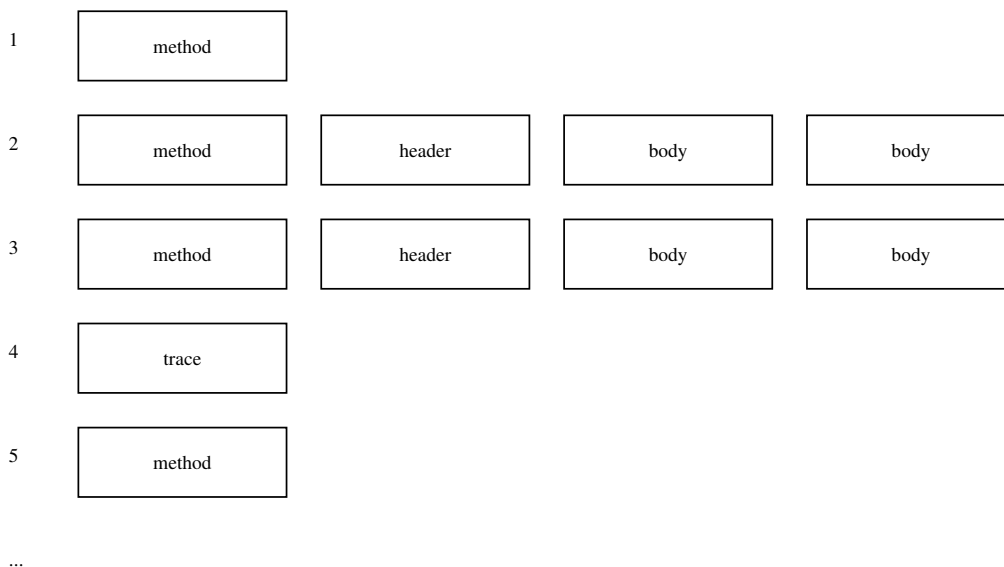 1 method
2 method header body body
3 method header body body
4 trace
5 method
...